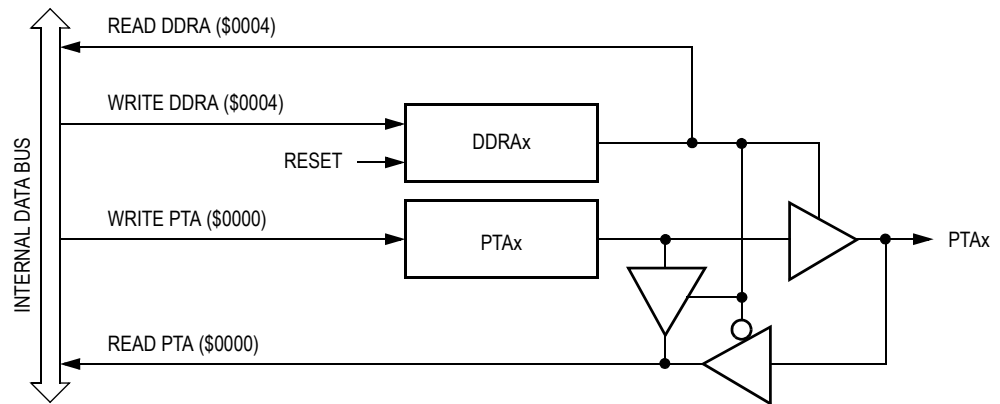 READ DDRA ($0004)
WRITE DDRA ($0004)
DDRAx
RESET
INTERNAL DATA BUS
WRITE PTA ($0000)
PTAx
PTAx
READ PTA ($0000)